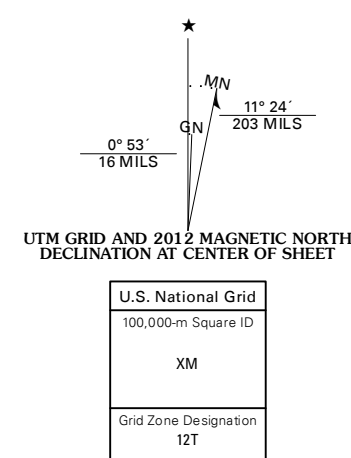 ★
MN
11° 24´
203 MILS
GN
0° 53´
16 MILS
UTM GRID AND 2012 MAGNETIC NORTH
DECLINATION AT CENTER OF SHEET
U.S. National Grid
100,000-m Square ID
XM
Grid Zone Designation
12T